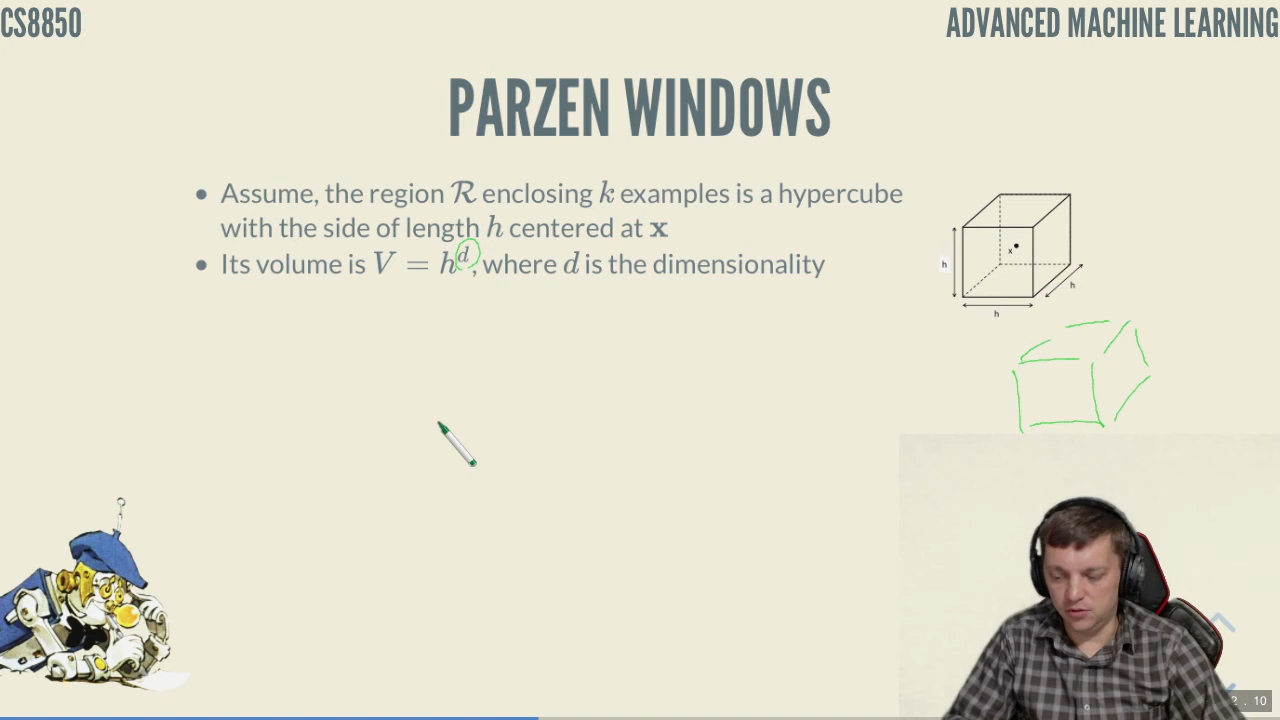 CS8850
ADVANCED MACHINE LEARNING
PARZEN WINDOWS
• Assume, the region R enclosing k examples is a hypercube
with the side of length h centered at x
• Its volume is V = h^d, where d is the dimensionality
x
h
h
h
2 . 10